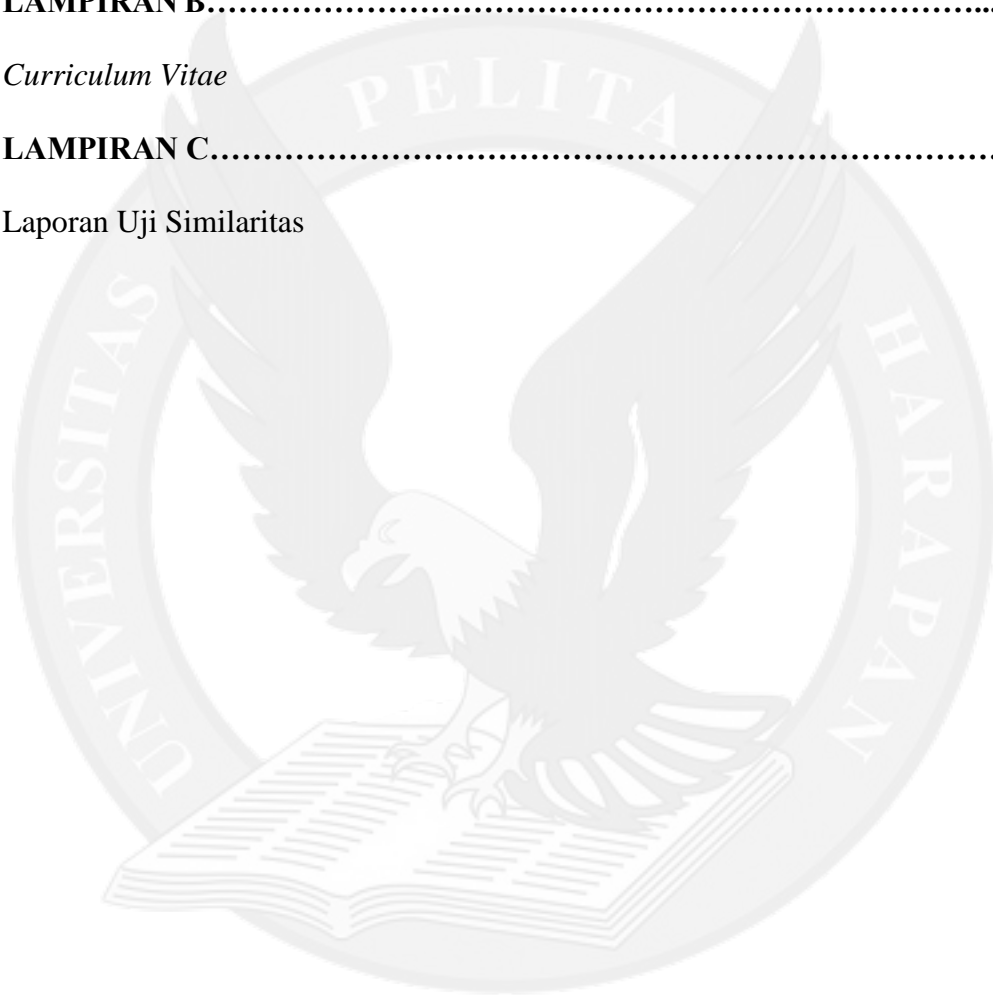 LAMPIRAN B……………………………………………………………………...
Curriculum Vitae
LAMPIRAN C……………………………………………………………………
Laporan Uji Similaritas
UNIVERSITAS PELITA HARAPAN